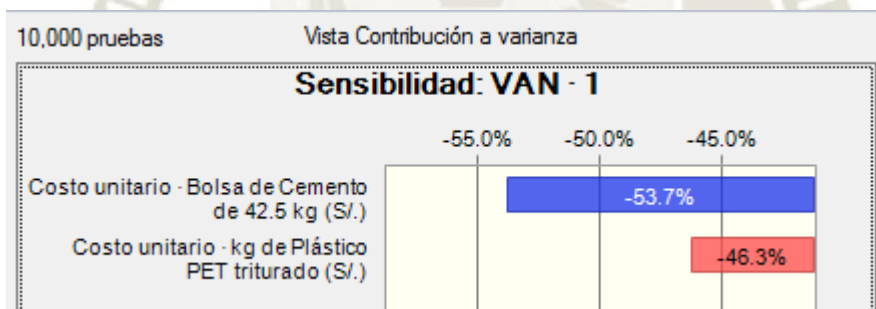 10,000 pruebas
Vista Contribución a varianza
Sensibilidad: VAN - 1
-55.0% -50.0% -45.0%
Costo unitario - Bolsa de Cemento
de 42.5 kg (S/.)
-53.7%
Costo unitario - kg de Plástico
PET triturado (S/.)
-46.3%